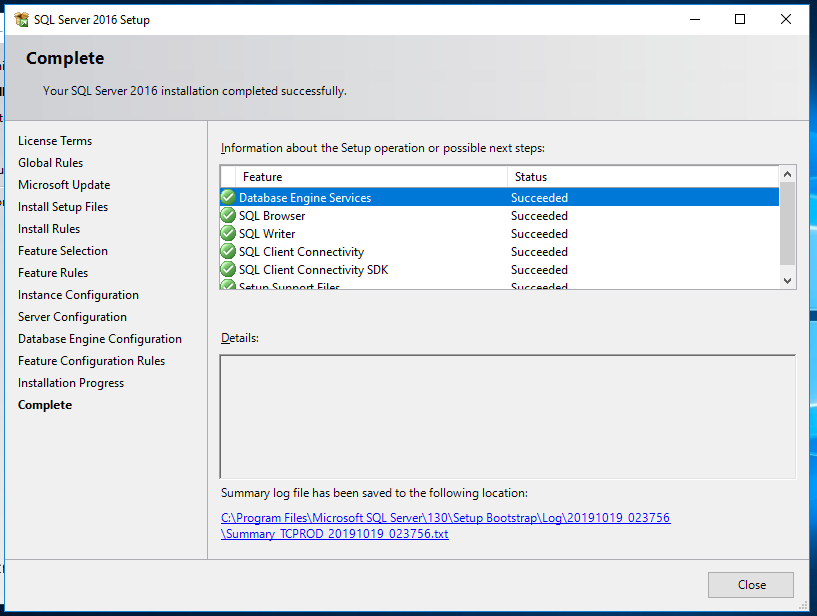 SQL Server 2016 Setup
Complete
Your SQL Server 2016 installation completed successfully.
License Terms
Global Rules
Microsoft Update
Install Setup Files
Install Rules
Feature Selection
Feature Rules
Instance Configuration
Server Configuration
Database Engine Configuration
Feature Configuration Rules
Installation Progress
Complete
Information about the Setup operation or possible next steps:
Feature Status
Database Engine Services Succeeded
SQL Browser Succeeded
SQL Writer Succeeded
SQL Client Connectivity Succeeded
SQL Client Connectivity SDK Succeeded
Setup Support Files Succeeded
Details:
Summary log file has been saved to the following location:
C:\Program Files\Microsoft SQL Server\130\Setup Bootstrap\Log\20191019_023756
\Summary_TCPROD_20191019_023756.txt
Close